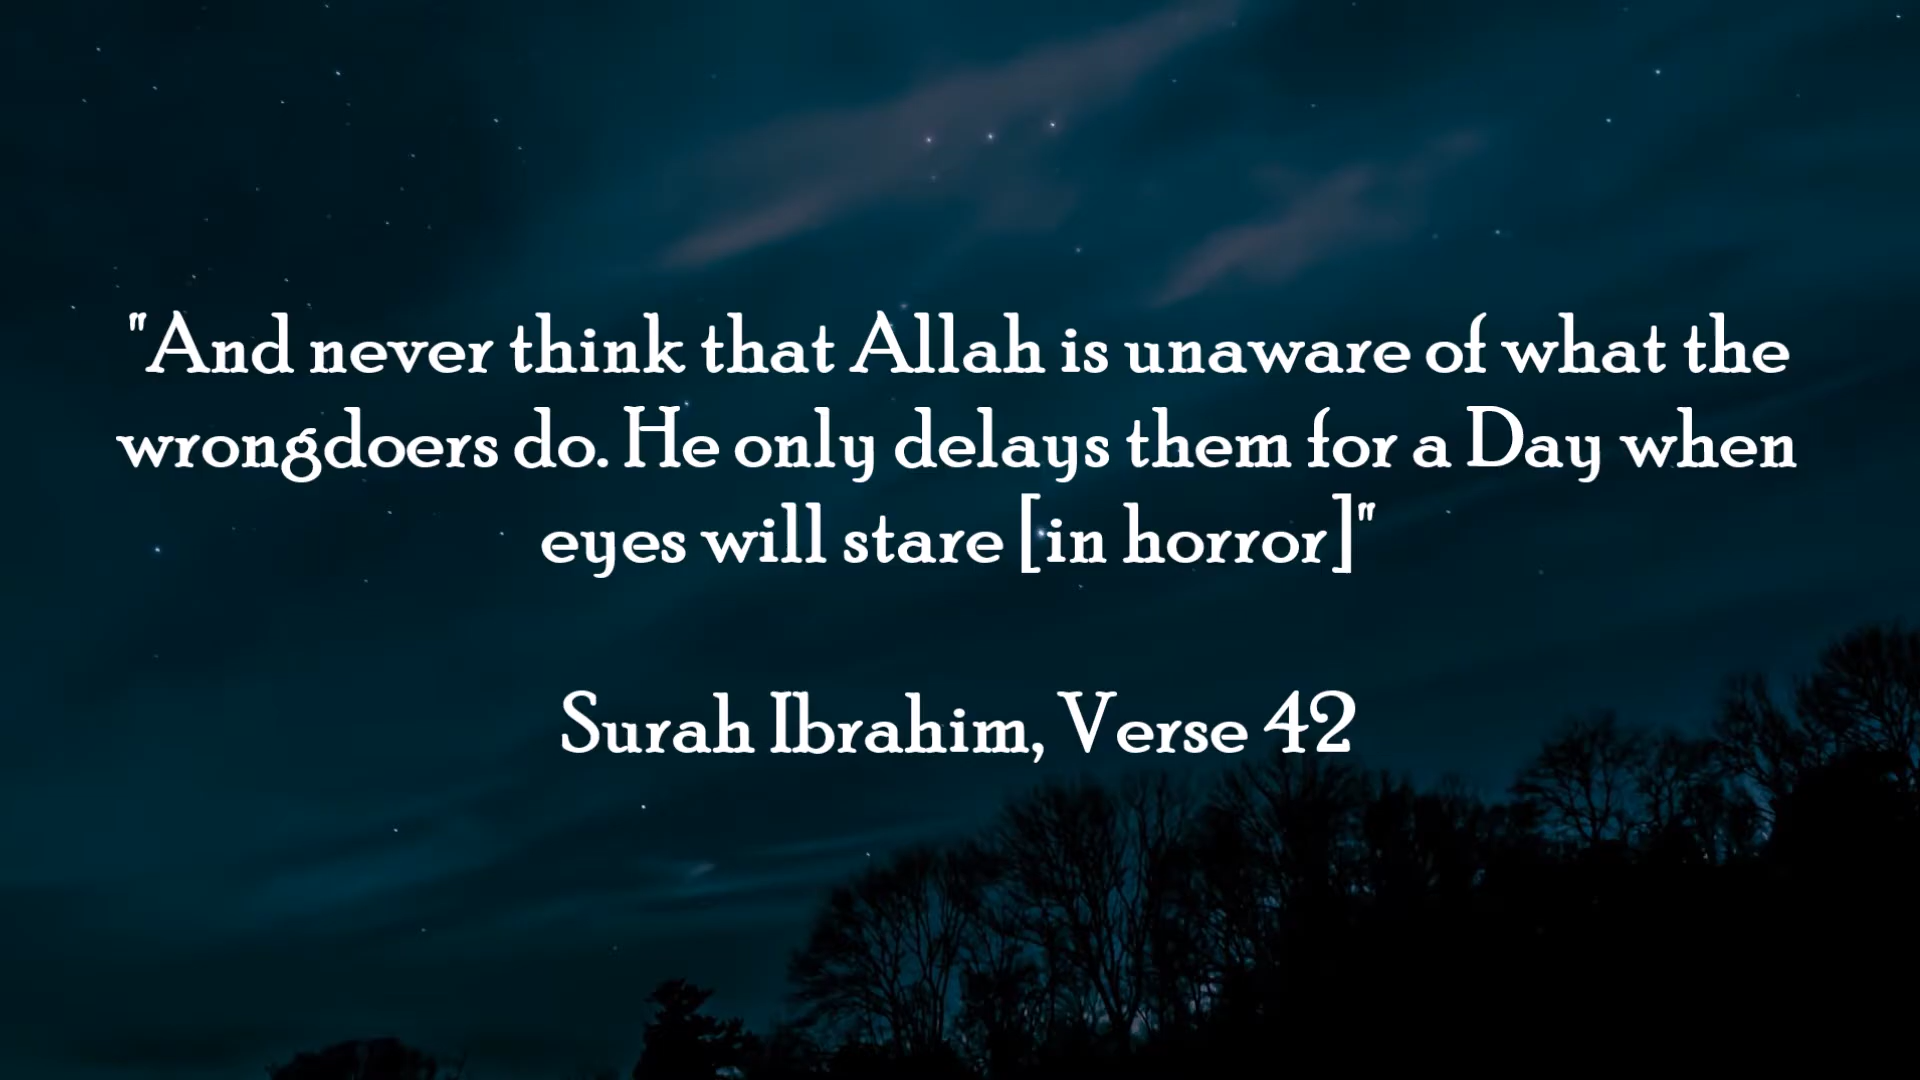 "And never think that Allah is unaware of what the
wrongdoers do. He only delays them for a Day when
eyes will stare [in horror]"
Surah Ibrahim, Verse 42